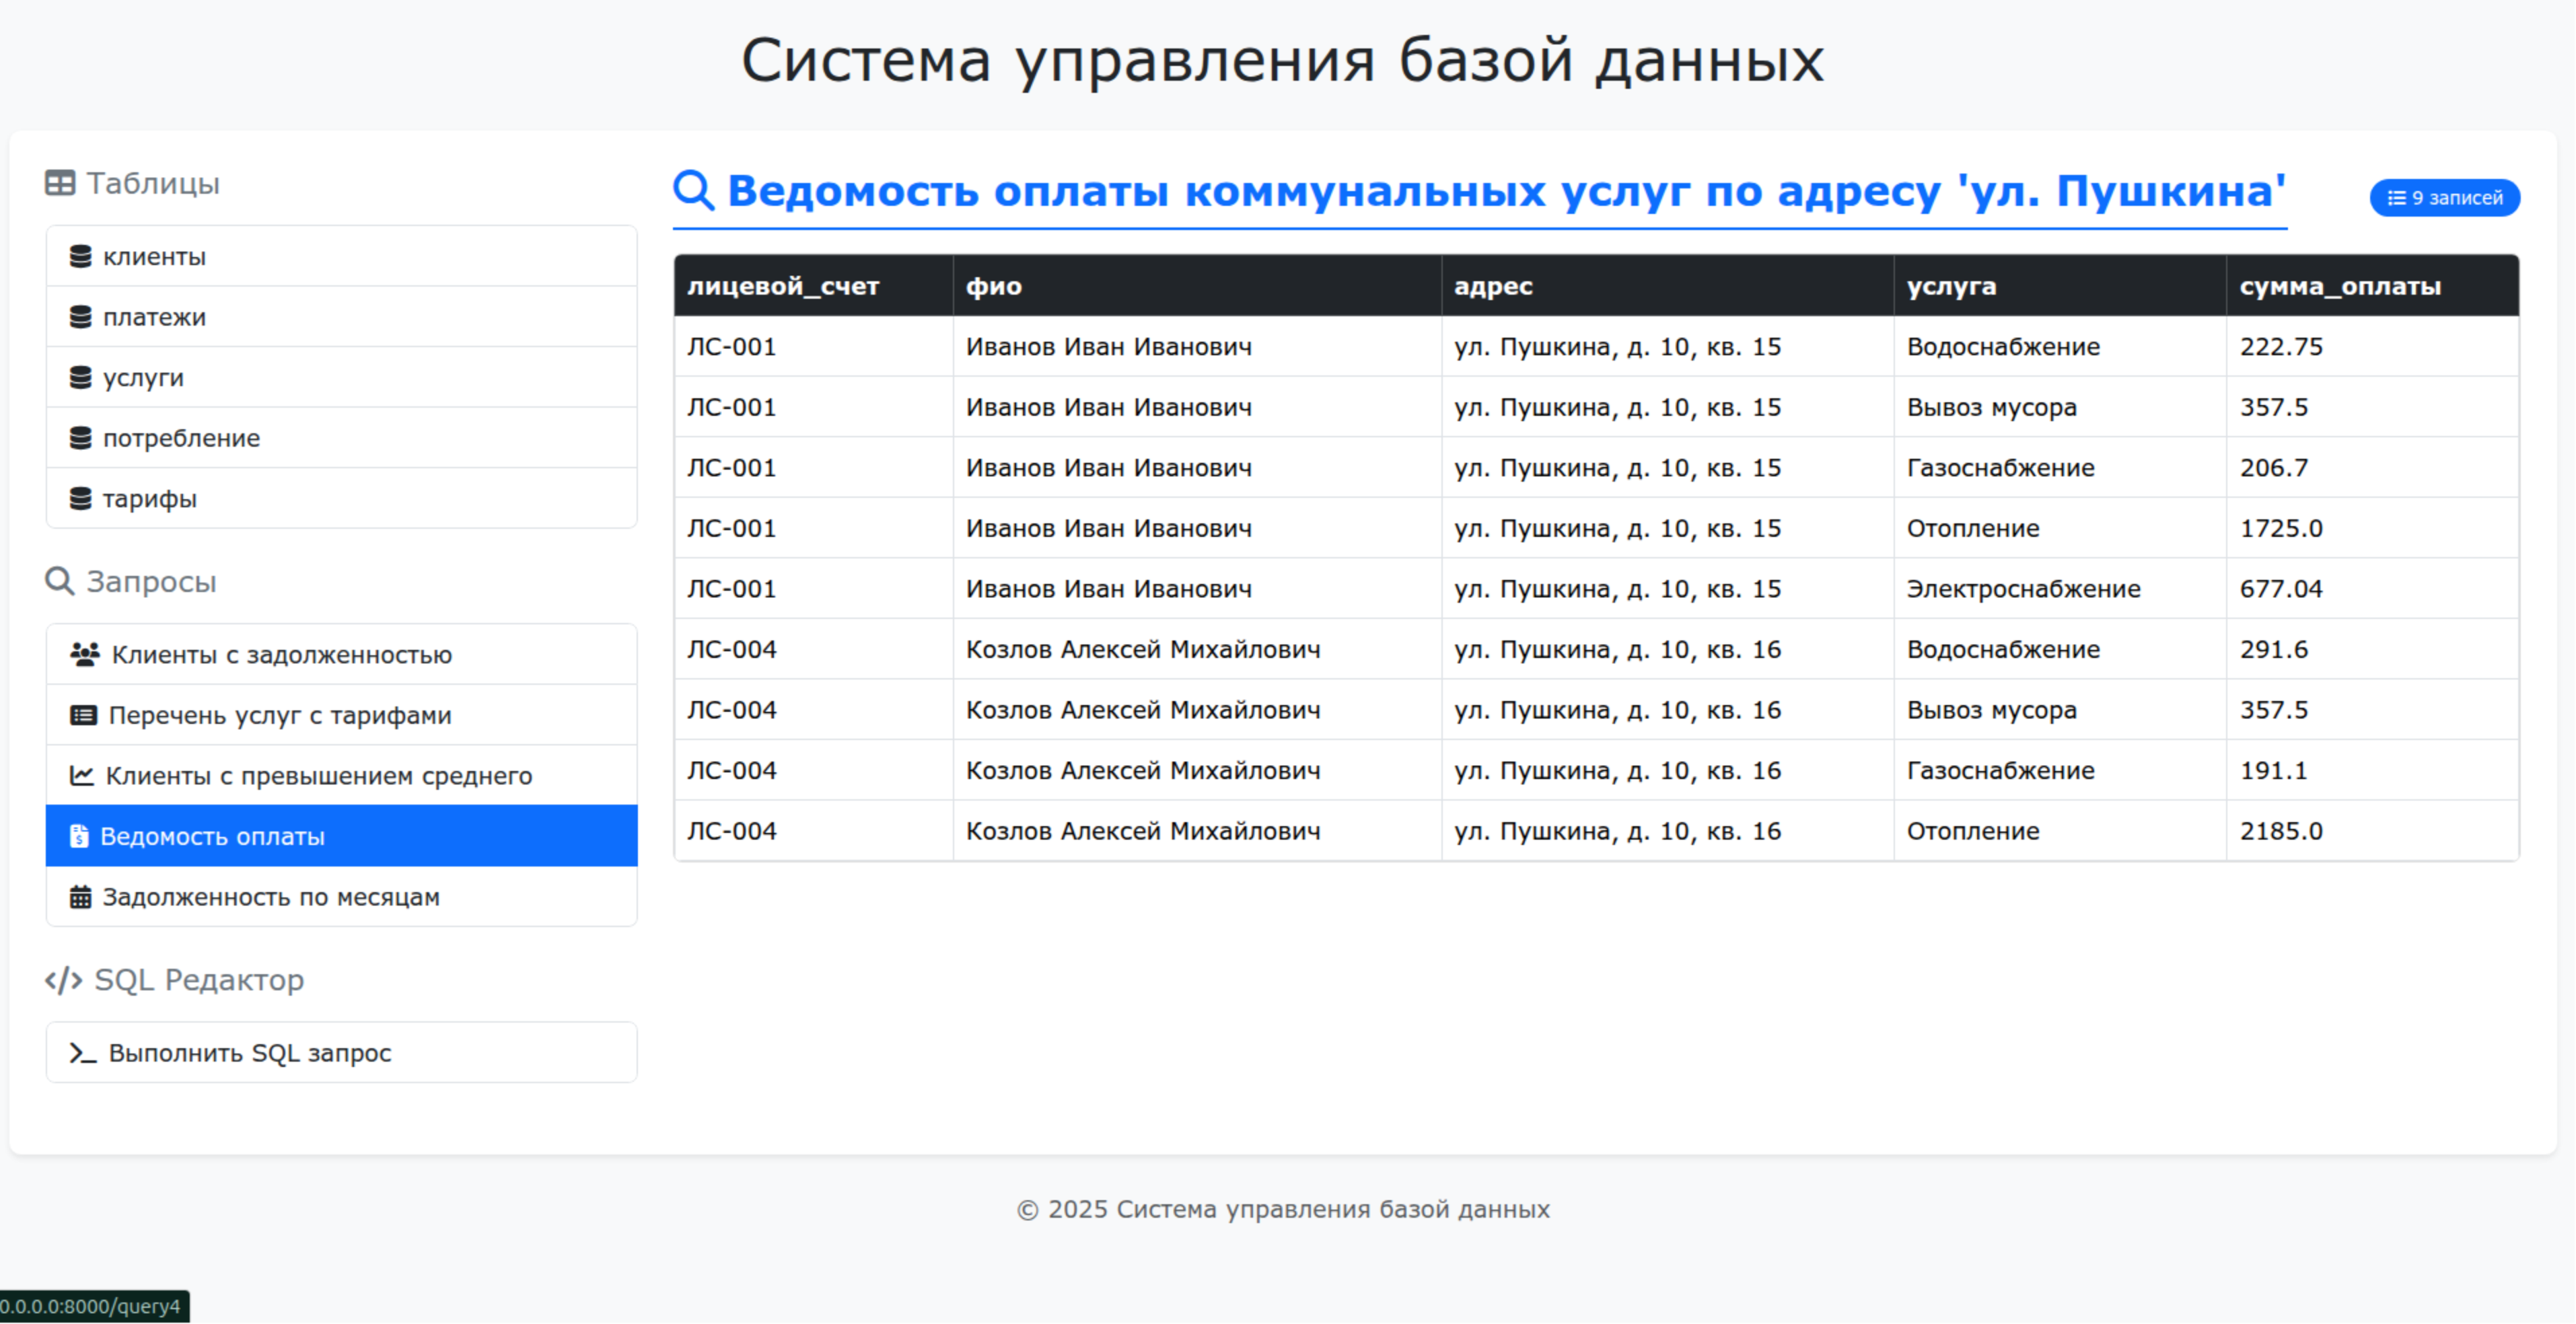 Система управления базой данных
Таблицы
клиенты
платежи
услуги
потребление
тарифы
Запросы
Клиенты с задолженностью
Перечень услуг с тарифами
Клиенты с превышением среднего
Ведомость оплаты
Задолженность по месяцам
SQL Редактор
Выполнить SQL запрос
Ведомость оплаты коммунальных услуг по адресу 'ул. Пушкина'
9 записей
лицевой_счет фио адрес услуга сумма_оплаты
ЛС-001 Иванов Иван Иванович ул. Пушкина, д. 10, кв. 15 Водоснабжение 222.75
ЛС-001 Иванов Иван Иванович ул. Пушкина, д. 10, кв. 15 Вывоз мусора 357.5
ЛС-001 Иванов Иван Иванович ул. Пушкина, д. 10, кв. 15 Газоснабжение 206.7
ЛС-001 Иванов Иван Иванович ул. Пушкина, д. 10, кв. 15 Отопление 1725.0
ЛС-001 Иванов Иван Иванович ул. Пушкина, д. 10, кв. 15 Электроснабжение 677.04
ЛС-004 Козлов Алексей Михайлович ул. Пушкина, д. 10, кв. 16 Водоснабжение 291.6
ЛС-004 Козлов Алексей Михайлович ул. Пушкина, д. 10, кв. 16 Вывоз мусора 357.5
ЛС-004 Козлов Алексей Михайлович ул. Пушкина, д. 10, кв. 16 Газоснабжение 191.1
ЛС-004 Козлов Алексей Михайлович ул. Пушкина, д. 10, кв. 16 Отопление 2185.0
© 2025 Система управления базой данных
0.0.0.0:8000/query4